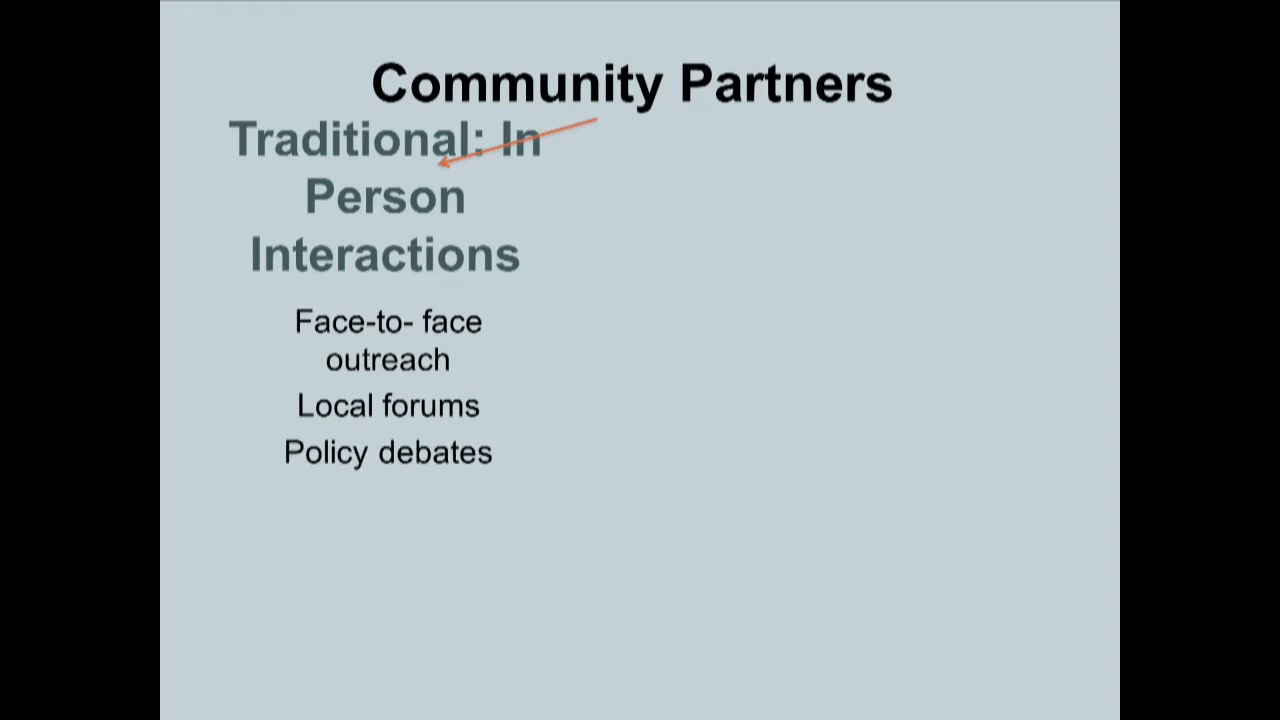 Community Partners
Traditional: In
Person
Interactions
Face-to- face
outreach
Local forums
Policy debates